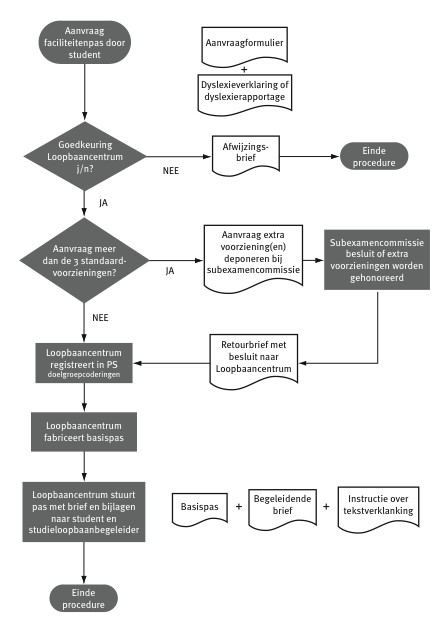 Aanvraag
faciliteitenpas door
student
Aanvraagformulier
+
Dyslexieverklaring of
dyslexierapportage
Goedkeuring
Loopbaancentrum
j/n?
NEE
Afwijzings-
brief
Einde
procedure
JA
Aanvraag meer
dan de 3 standaard-
voorzieningen?
JA
Aanvraag extra
voorziening(en)
deponeren bij
subexamencommissie
Subexamencommissie
besluit of extra
voorzieningen worden
gehonoreerd
NEE
Loopbaancentrum
registreert in PS
doelgroepcoderingen
Retourbrief met
besluit naar
Loopbaancentrum
Loopbaancentrum
fabriceert basispas
Loopbaancentrum stuurt
pas met brief en bijlagen
naar student en
studieloopbaanbegeleider
Basispas
+
Begeleidende
brief
+
Instructie over
tekstverklanking
Einde
procedure